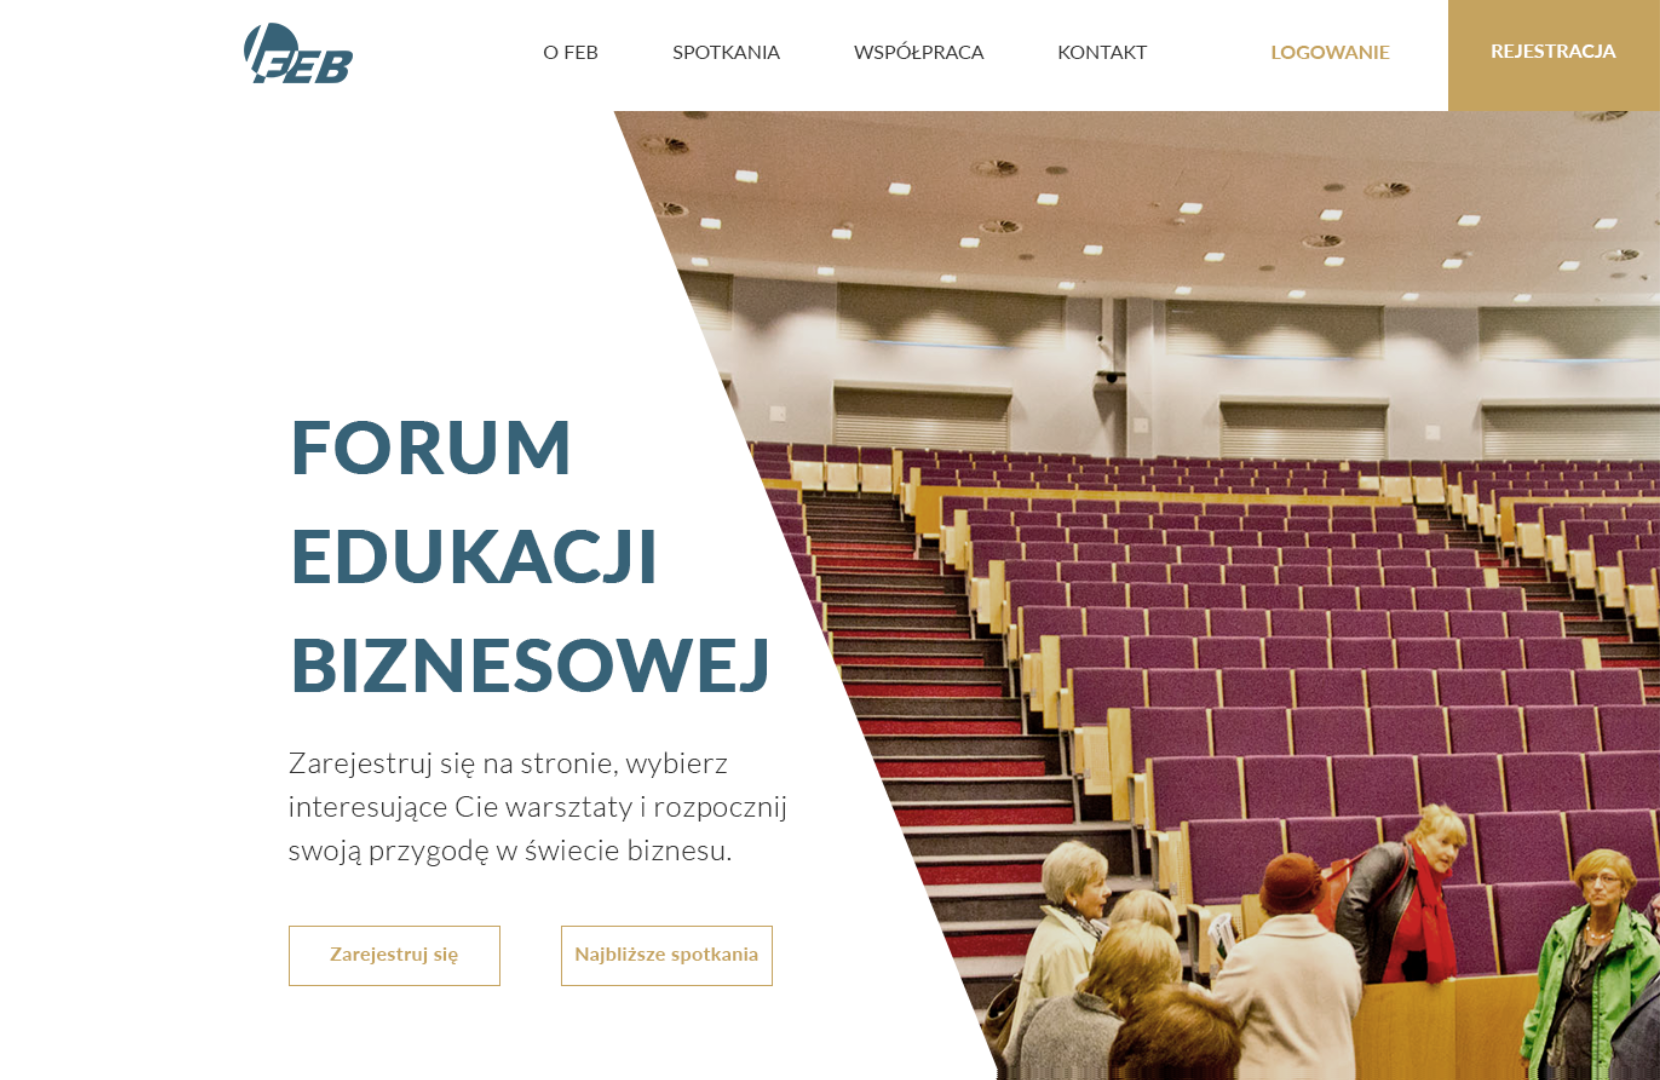 FEB
O FEB
SPOTKANIA
WSPÓŁPRACA
KONTAKT
LOGOWANIE
REJESTRACJA
FORUM
EDUKACJI
BIZNESOWEJ
Zarejestruj się na stronie, wybierz
interesujące Cie warsztaty i rozpocznij
swoją przygodę w świecie biznesu.
Zarejestruj się
Najbliższe spotkania